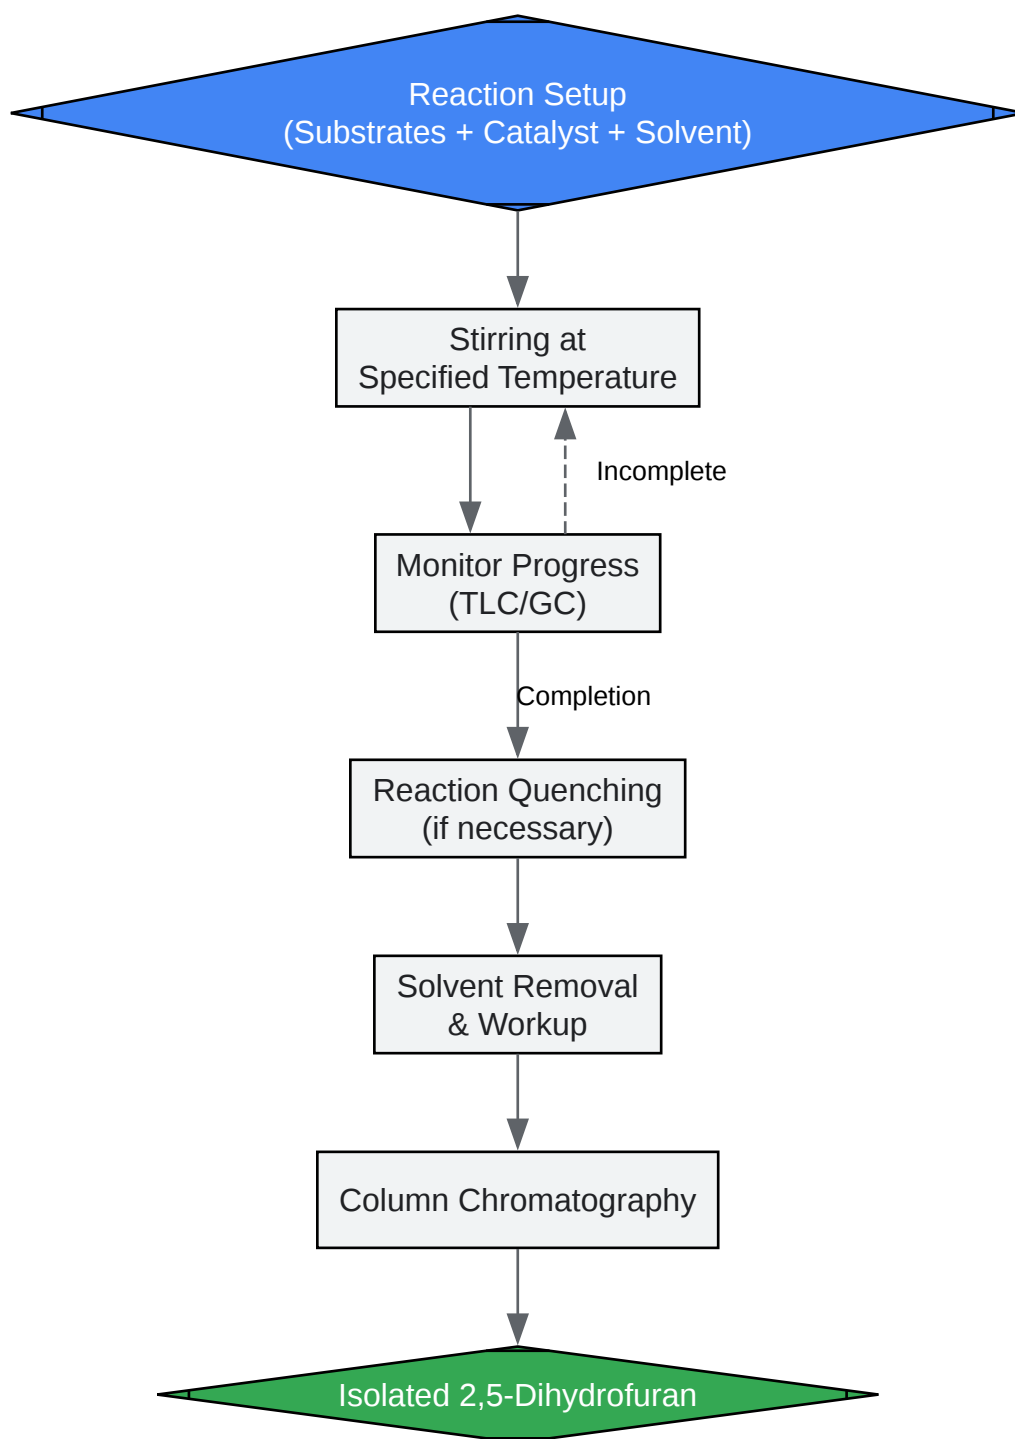 Reaction Setup
(Substrates + Catalyst + Solvent)
Stirring at
Specified Temperature
Incomplete
Monitor Progress
(TLC/GC)
Completion
Reaction Quenching
(if necessary)
Solvent Removal
& Workup
Column Chromatography
Isolated 2,5-Dihydrofuran